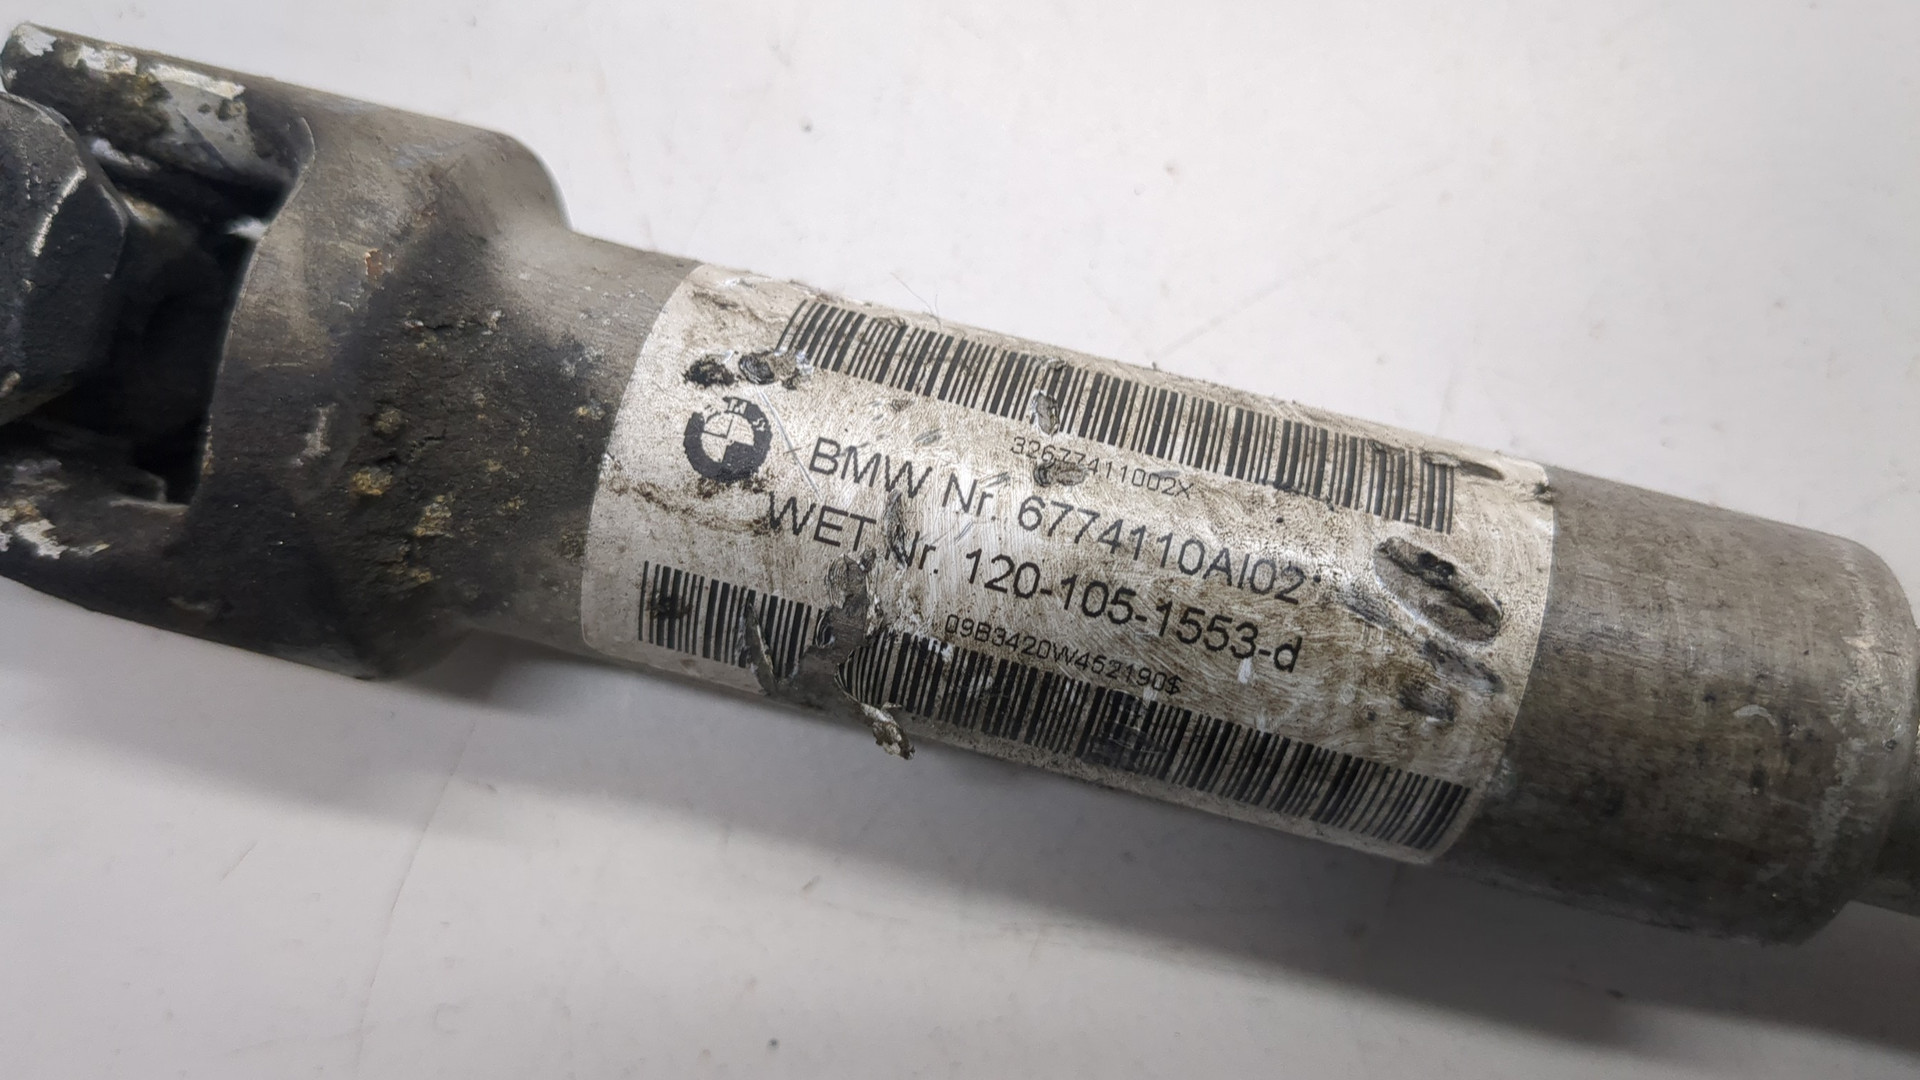 32677411002X
BMW Nr. 6774110AI02
WET Nr. 120-105-1553-d
09B3420W452190$